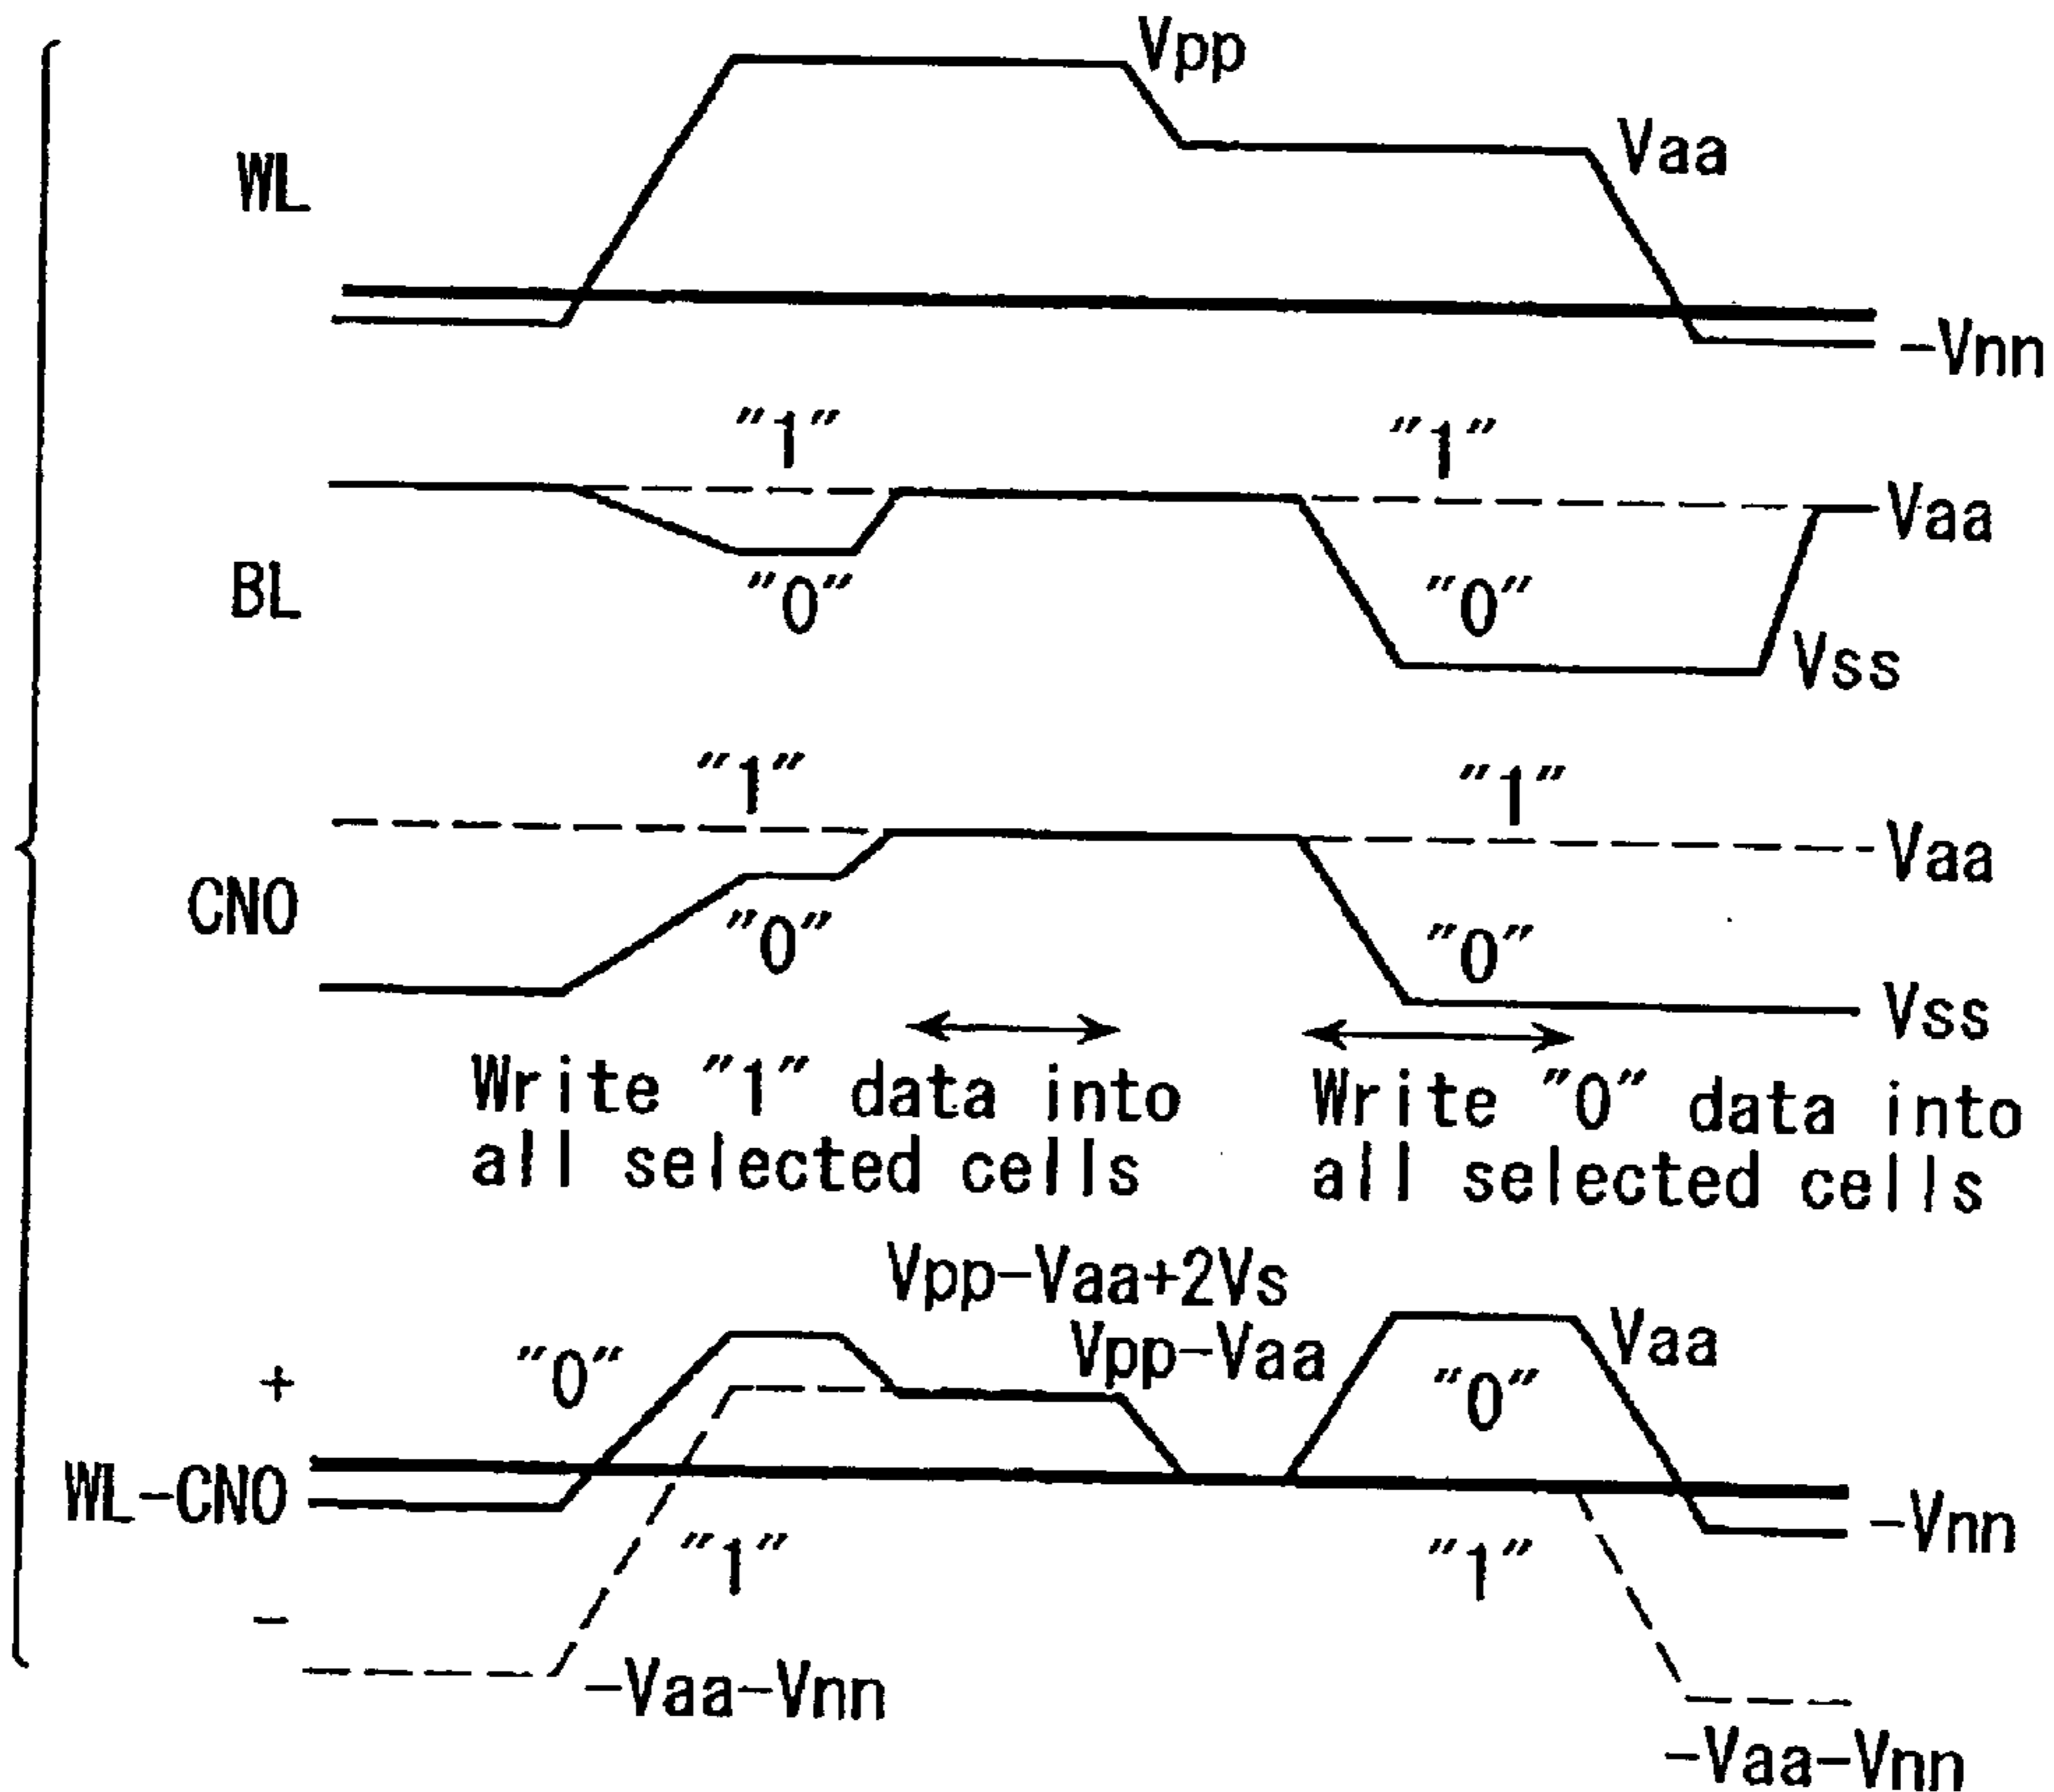 Vpp
WL
Vaa
-Vnn
"1"
"1"
Vaa
BL
"0"
"0"
Vss
"1"
"1"
Vaa
CNO
"0"
"0"
Vss
Write "1" data into
all selected cells
Write "0" data into
all selected cells
Vpp-Vaa+2Vs
Vpp-Vaa
Vaa
+
"0"
"0"
WL-CNO
-Vnn
"1"
"1"
-
-Vaa-Vnn
-Vaa-Vnn